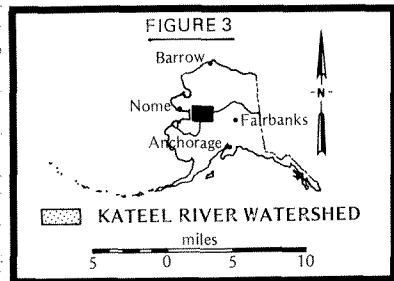 FIGURE 3
Barrow
-N-
Nome
Fairbanks
Anchorage
KATEEL RIVER WATERSHED
miles
5 0 5 10